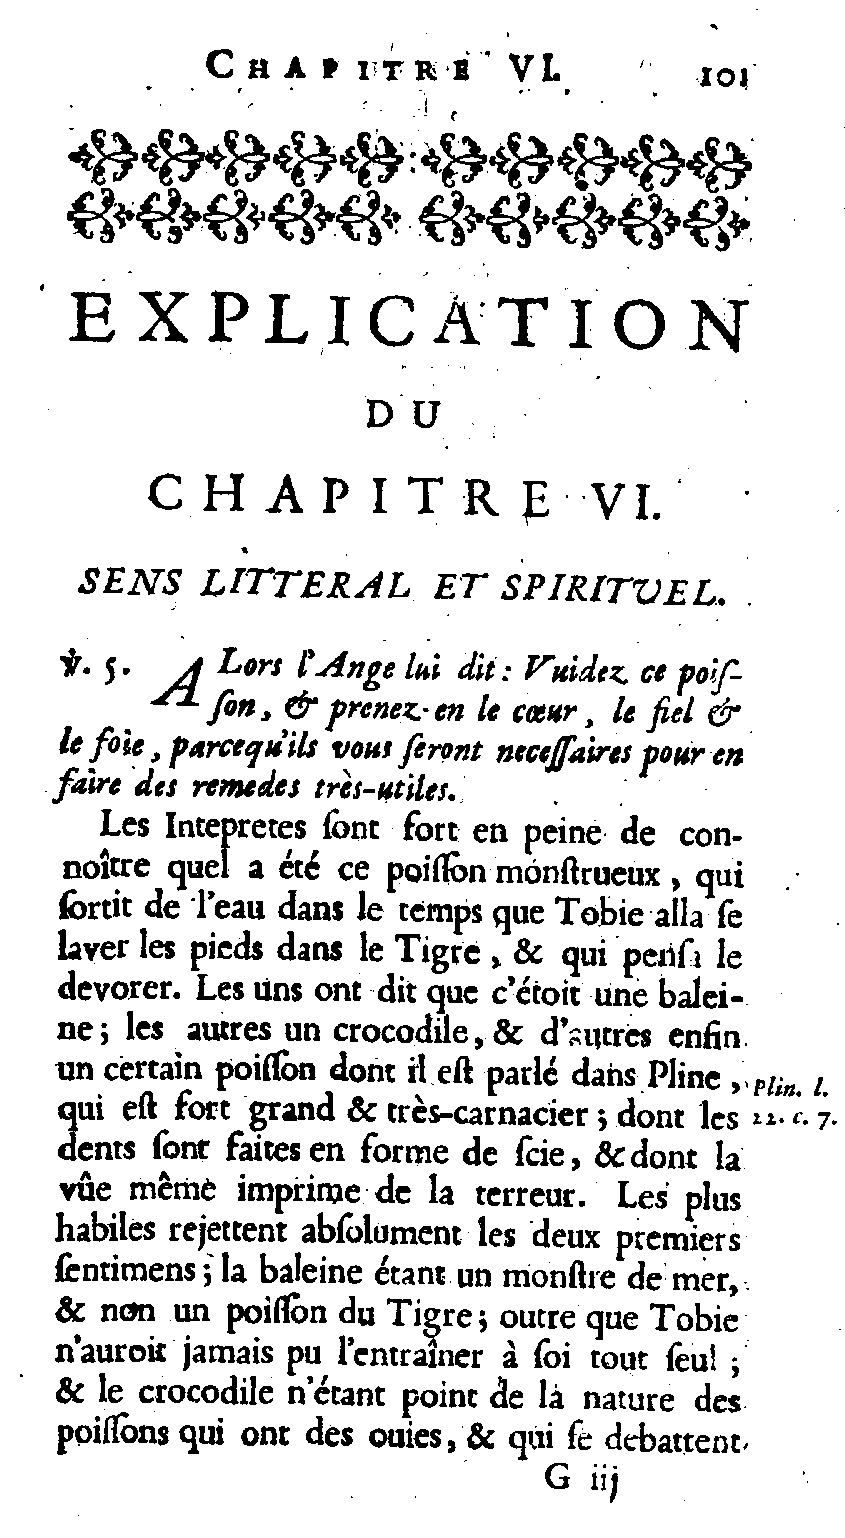 CHAPITRE VI. 101
EXPLICATION
DU
CHAPITRE VI.
SENS LITTERAL ET SPIRITUEL.
℣. 5. ALors l'Ange lui dit : Vuidez ce poiſ-
ſon, & prenez-en le cœur, le fiel &
le foie, parcequ'ils vous ſeront neceſſaires pour en
faire des remedes très-utiles.
Les Intepretes ſont fort en peine de con-
noître quel a été ce poiſſon monſtrueux, qui
ſortit de l'eau dans le temps que Tobie alla ſe
laver les pieds dans le Tigre, & qui penſa le
devorer. Les uns ont dit que c'étoit une balei-
ne; les autres un crocodile, & d'autres enfin
un certain poiſſon dont il eſt parlé dans Pline, Plin. l.
qui eſt fort grand & très-carnacier; dont les 22. c. 7.
dents ſont faites en forme de ſcie, & dont la
vûe même imprime de la terreur. Les plus
habiles rejettent abſolument les deux premiers
ſentimens; la baleine étant un monſtre de mer,
& non un poiſſon du Tigre; outre que Tobie
n'auroit jamais pu l'entraîner à ſoi tout ſeul;
& le crocodile n'étant point de la nature des
poiſſons qui ont des ouies, & qui ſe debattent
G iij